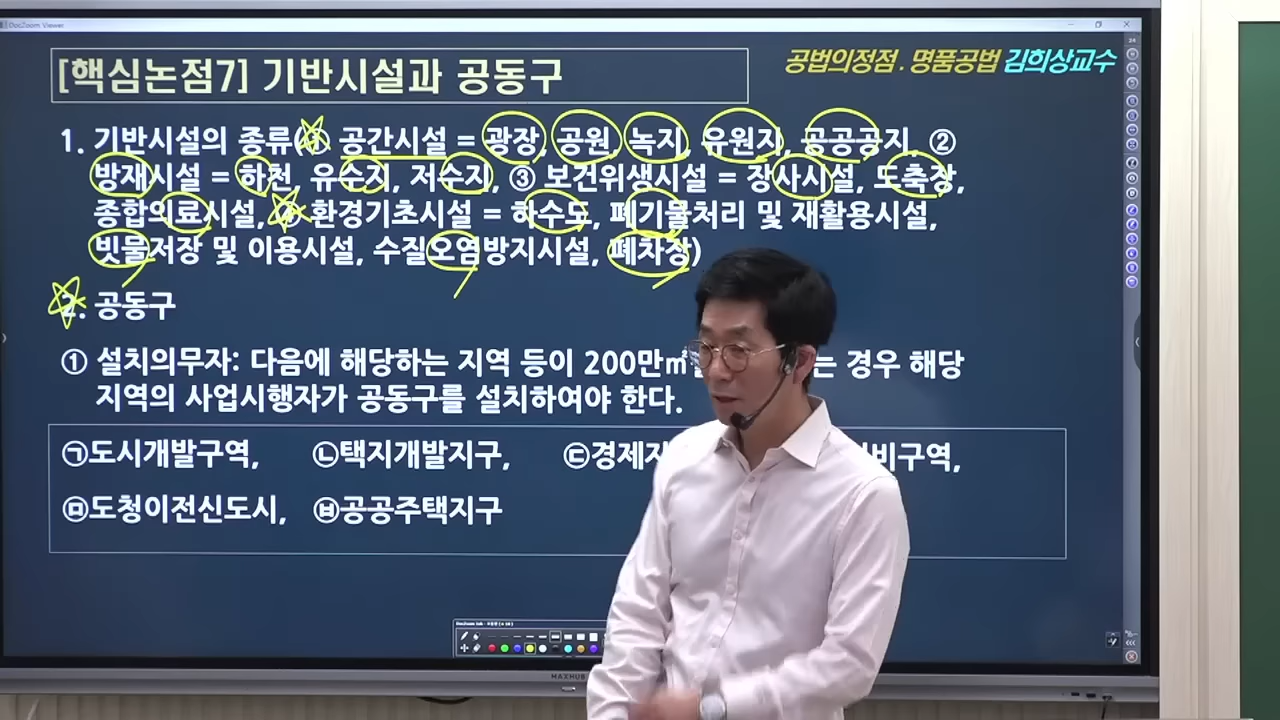 DocZoom Viewer
[핵심논점7] 기반시설과 공동구
공법의정점. 명품공법 김희상교수
1. 기반시설의 종류(① 공간시설 = 광장, 공원, 녹지, 유원지, 공공공지, ②
방재시설 = 하천, 유수지, 저수지, ③ 보건위생시설 = 장사시설, 도축장,
종합의료시설, ④ 환경기초시설 = 하수도, 폐기물처리 및 재활용시설,
빗물저장 및 이용시설, 수질오염방지시설, 폐차장)
2. 공동구
① 설치의무자: 다음에 해당하는 지역 등이 200만㎡ 는 경우 해당
지역의 사업시행자가 공동구를 설치하여야 한다.
㉠도시개발구역, ㉡택지개발지구, ㉢경제자 비구역,
㉤도청이전신도시, ㉥공공주택지구
MAXHUB